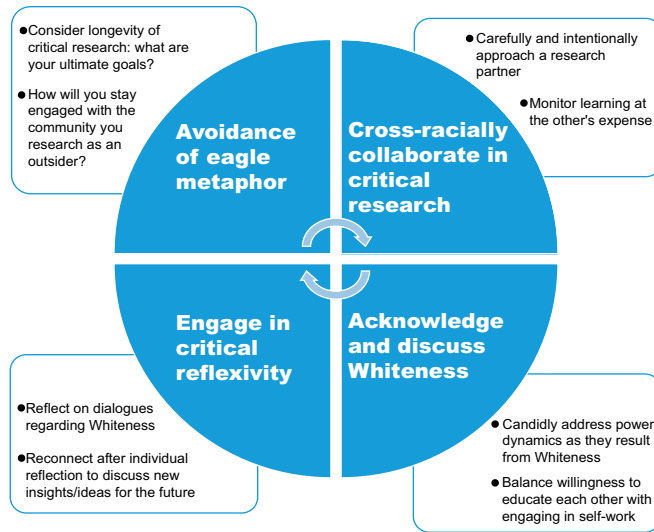 ●Consider longevity of
critical research: what are
your ultimate goals?
●How will you stay
engaged with the
community you
research as an
outsider?
Avoidance
of eagle
metaphor
●Carefully and intentionally
approach a research
partner
●Monitor learning at
the other's expense
Cross-racially
collaborate in
critical
research
Engage in
critical
reflexivity
●Reflect on dialogues
regarding Whiteness
●Reconnect after individual
reflection to discuss new
insights/ideas for the future
Acknowledge
and discuss
Whiteness
●Candidly address power
dynamics as they result
from Whiteness
●Balance willingness to
educate each other with
engaging in self-work